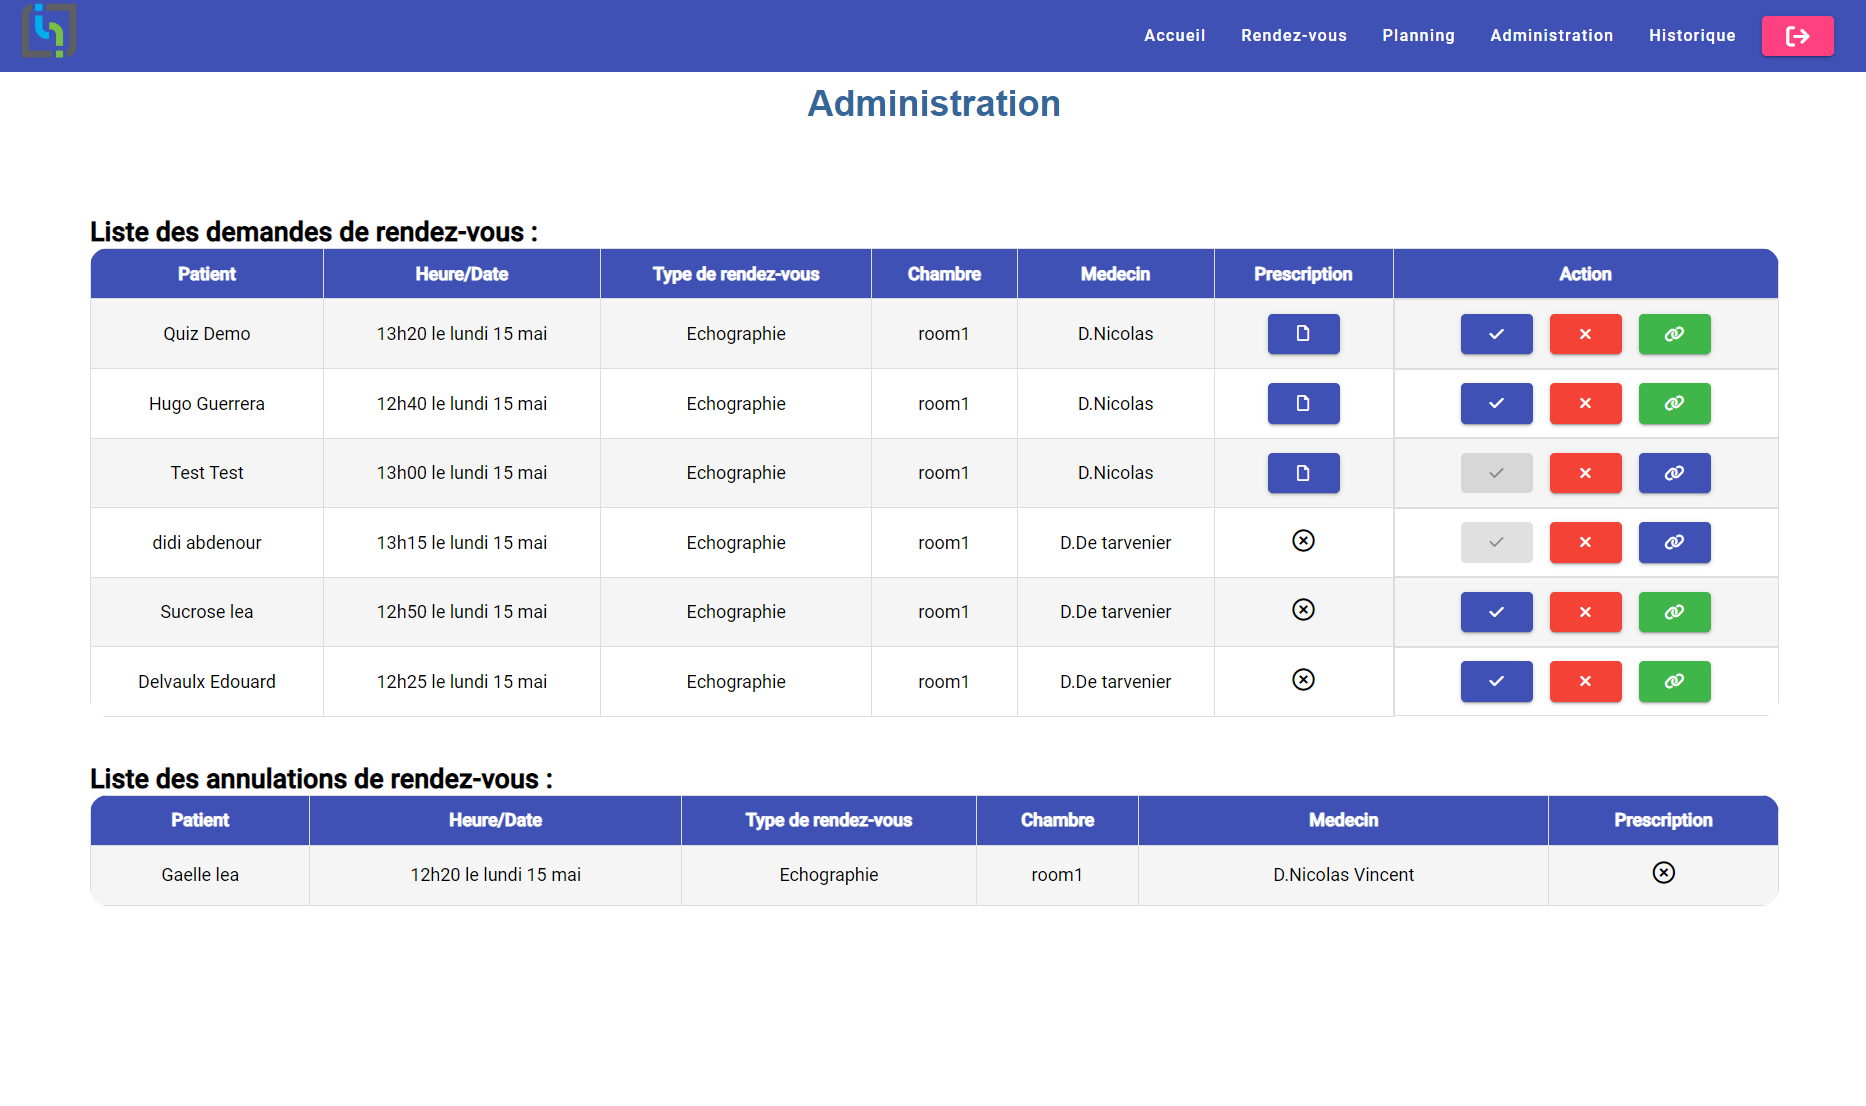 Accueil Rendez-vous Planning Administration Historique
Administration
Liste des demandes de rendez-vous :
Patient Heure/Date Type de rendez-vous Chambre Medecin Prescription Action
Quiz Demo 13h20 le lundi 15 mai Echographie room1 D.Nicolas
Hugo Guerrera 12h40 le lundi 15 mai Echographie room1 D.Nicolas
Test Test 13h00 le lundi 15 mai Echographie room1 D.Nicolas
didi abdenour 13h15 le lundi 15 mai Echographie room1 D.De tarvenier
Sucrose lea 12h50 le lundi 15 mai Echographie room1 D.De tarvenier
Delvaulx Edouard 12h25 le lundi 15 mai Echographie room1 D.De tarvenier
Liste des annulations de rendez-vous :
Patient Heure/Date Type de rendez-vous Chambre Medecin Prescription
Gaelle lea 12h20 le lundi 15 mai Echographie room1 D.Nicolas Vincent